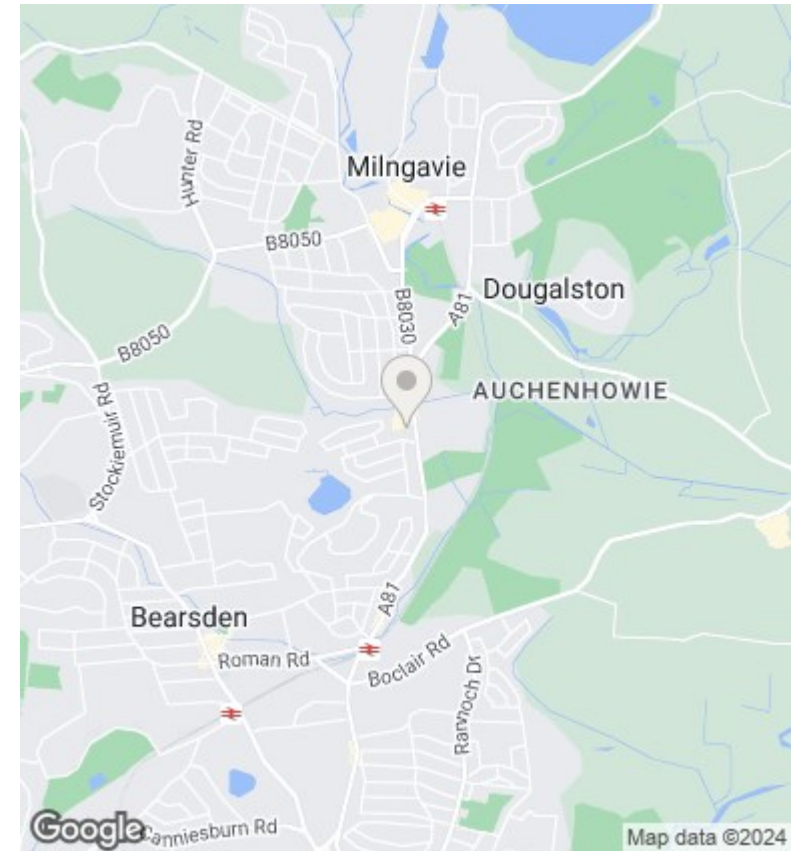 Hunter Rd
Milngavie
B8050
Dougalston
B8030
A81
B8050
AUCHENHOWIE
Stockiemuir Rd
A81
Bearsden
Roman Rd
Boclair Rd
Rannoch Dr
Canniesburn Rd
Google
Map data ©2024